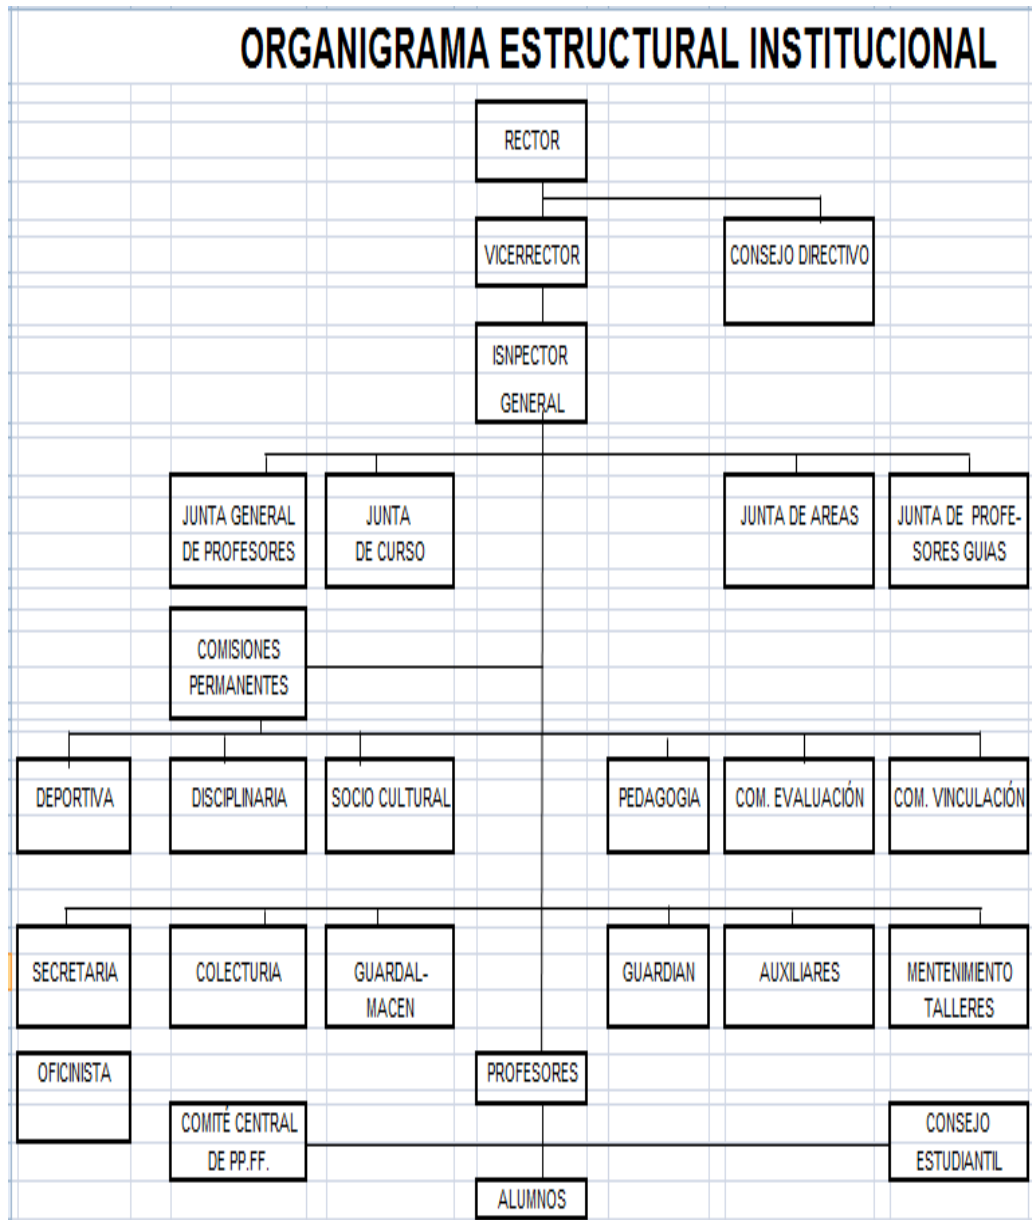 ORGANIGRAMA ESTRUCTURAL INSTITUCIONAL
RECTOR
VICERRECTOR
CONSEJO DIRECTIVO
ISNPECTOR
GENERAL
JUNTA GENERAL
DE PROFESORES
JUNTA
DE CURSO
JUNTA DE AREAS
JUNTA DE PROFE-
SORES GUIAS
COMISIONES
PERMANENTES
DEPORTIVA
DISCIPLINARIA
SOCIO CULTURAL
PEDAGOGIA
COM. EVALUACIÓN
COM. VINCULACIÓN
SECRETARIA
COLECTURIA
GUARDAL-
MACEN
GUARDIAN
AUXILIARES
MENTENIMIENTO
TALLERES
OFICINISTA
PROFESORES
COMITÉ CENTRAL
DE PP.FF.
CONSEJO
ESTUDIANTIL
ALUMNOS